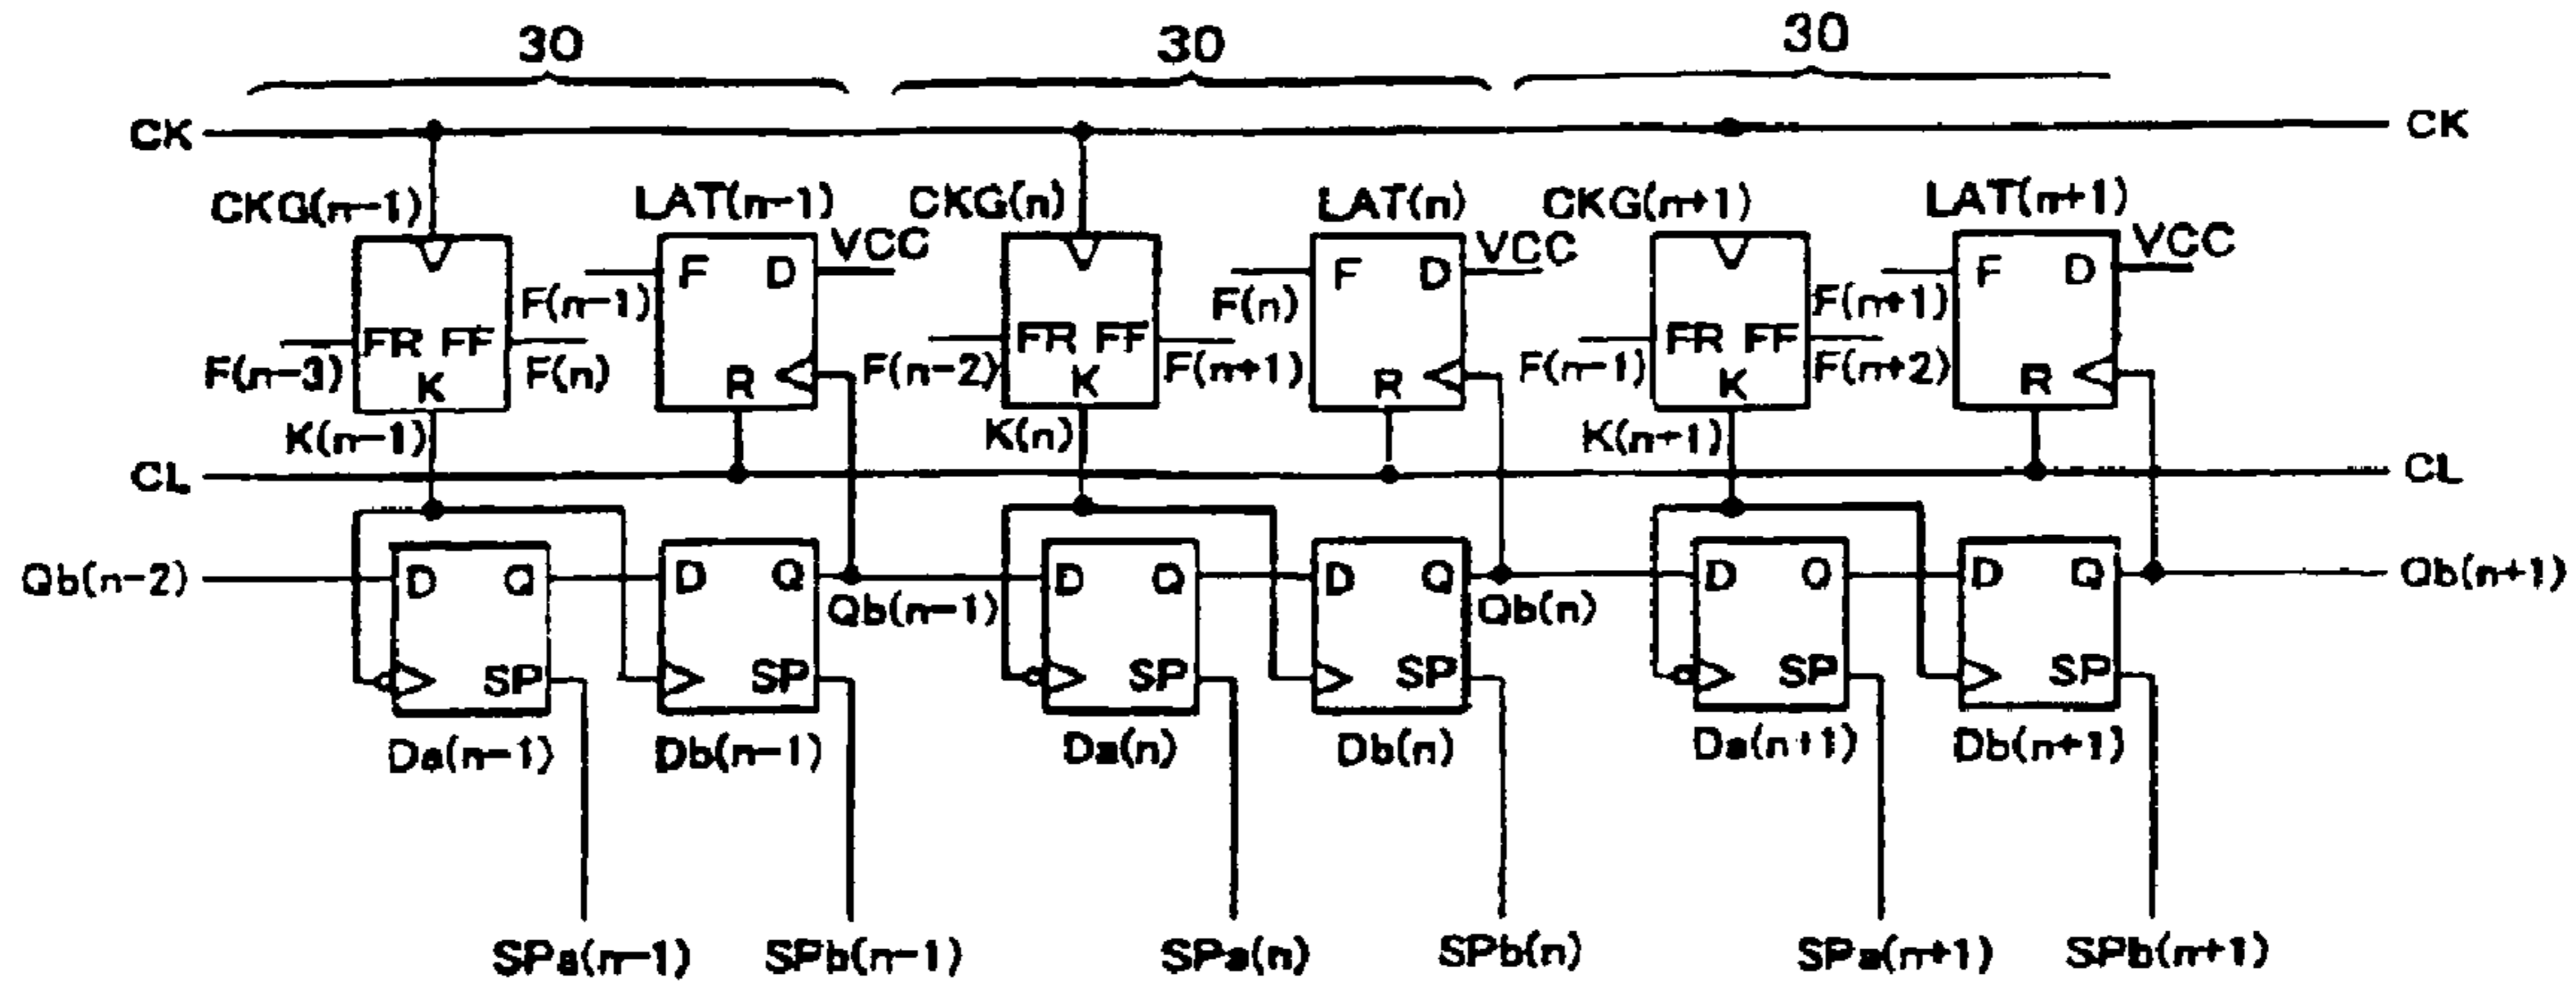 30 30 30
CK CK
CKG(n-1) LAT(n-1) CKG(n) LAT(n) CKG(n+1) LAT(n+1)
VCC VCC VCC
F D F D F D
F(n-1) F(n) F(n+1)
FR FF FR FF FR FF
F(n-3) F(n) F(n-2) F(n+1) F(n-1) F(n+2)
K R K R K R
K(n-1) K(n) K(n+1)
CL CL
Qb(n-2) D Q D Q D Q D Q D Q D Q Qb(n+1)
Qb(n-1) Qb(n)
SP SP SP SP SP SP
Da(n-1) Db(n-1) Da(n) Db(n) Da(n+1) Db(n+1)
SPa(n-1) SPb(n-1) SPa(n) SPb(n) SPa(n+1) SPb(n+1)